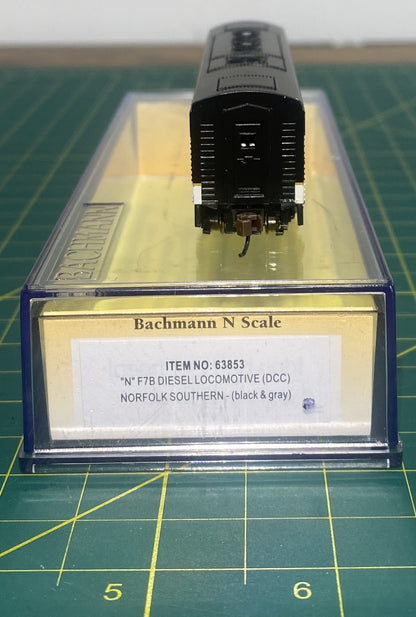 BACHMANN
Bachmann N Scale
ITEM NO: 63853
"N" F7B DIESEL LOCOMOTIVE (DCC)
NORFOLK SOUTHERN - (black & gray)
5 6